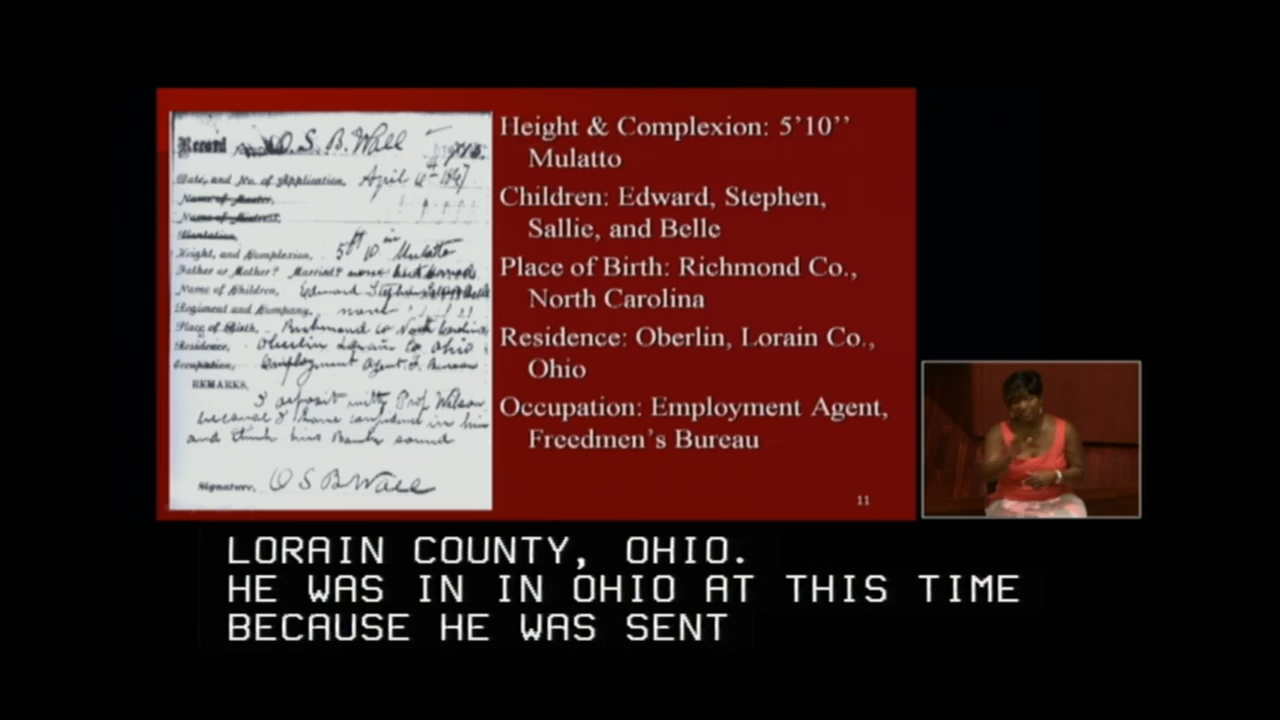 Record O. S. B. Wall
Date, and No. of Application, April 1867
Name of Master,
Name of Mistress,
Plantation,
Height, and Complexion, 5 ft 10 in Mulatto
Father or Mother? Married?
Name of Children, Edward Stephen
Regiment and Company, none
Place of Birth, Richmond Co North Carolina
Residence, Oberlin Lorain Co Ohio
Occupation, Employment Agent F. Bureau
REMARKS,
I deposit with Prof Wilson
because I have confidence in him
and think his Bank sound
Signature, O S B Wall
Height & Complexion: 5'10''
Mulatto
Children: Edward, Stephen,
Sallie, and Belle
Place of Birth: Richmond Co.,
North Carolina
Residence: Oberlin, Lorain Co.,
Ohio
Occupation: Employment Agent,
Freedmen's Bureau
11
LORAIN COUNTY, OHIO.
HE WAS IN IN OHIO AT THIS TIME
BECAUSE HE WAS SENT